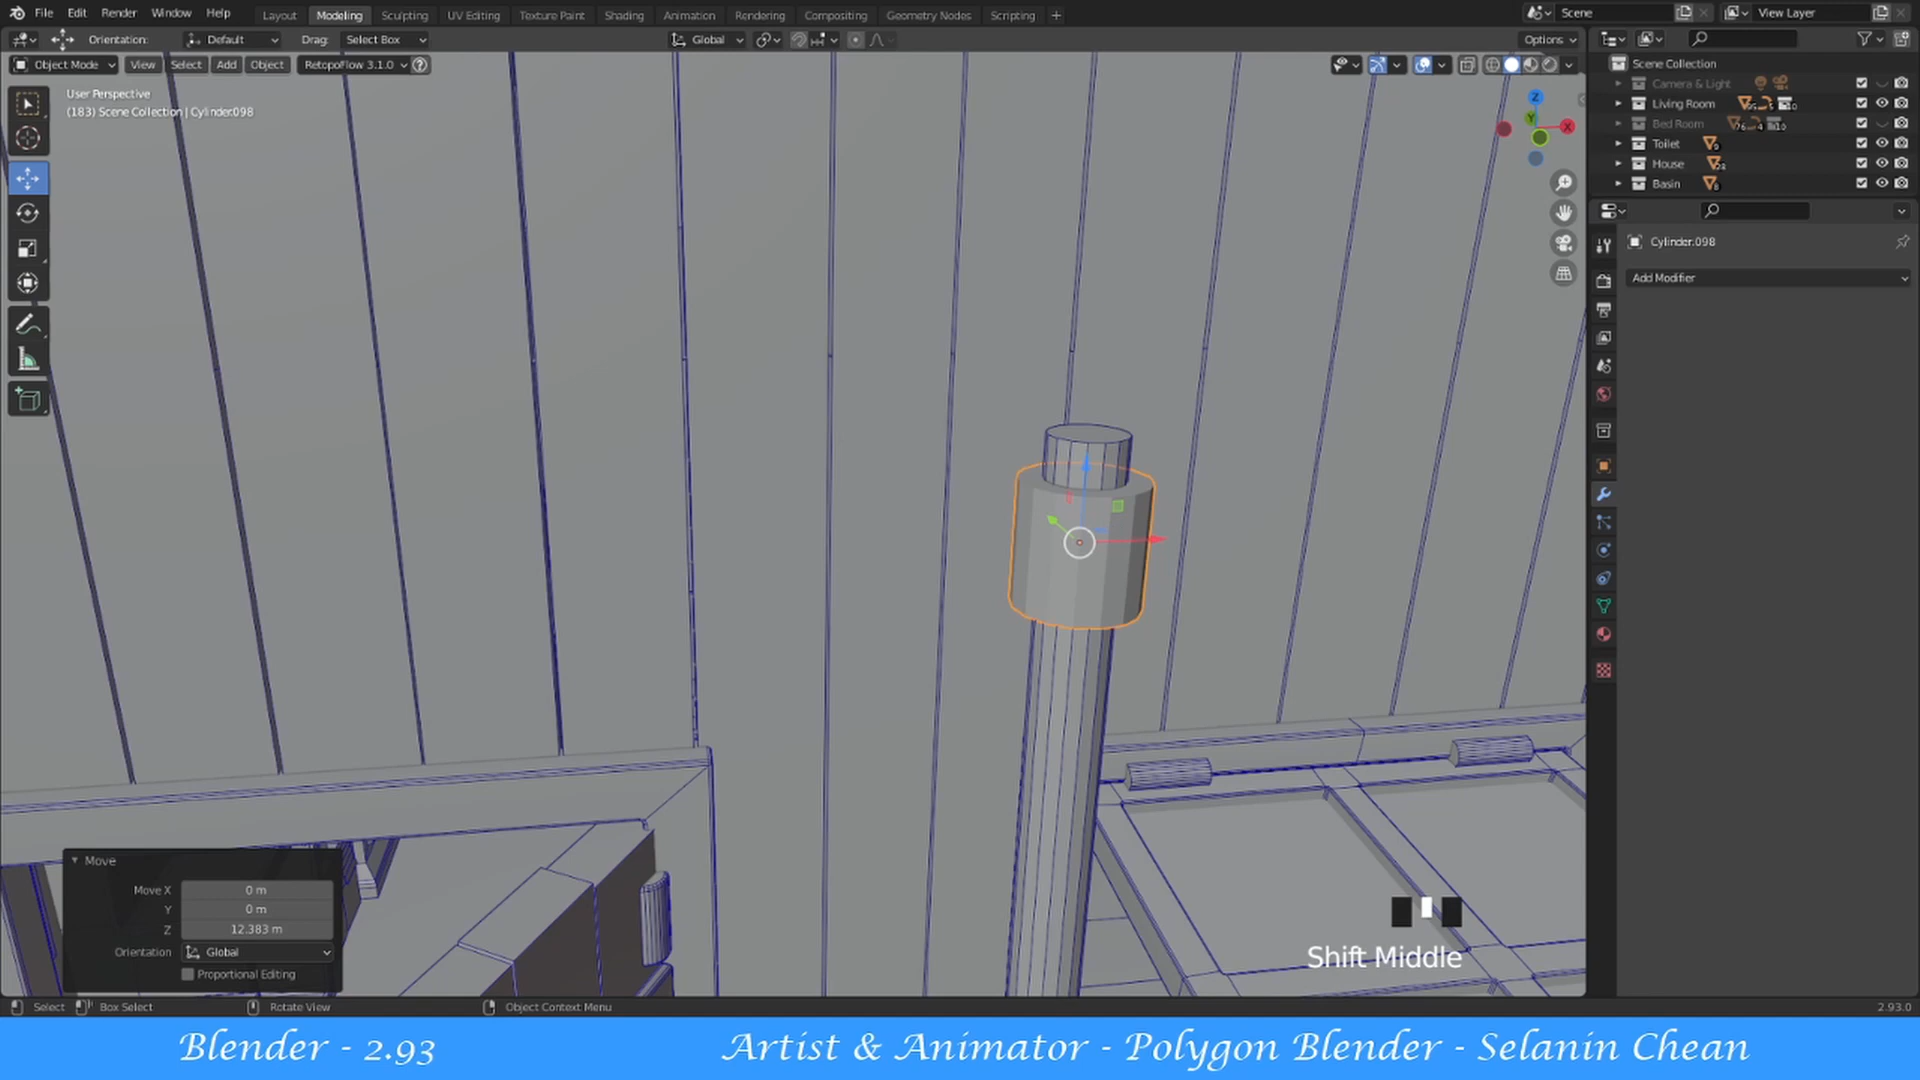 File Edit Render Window Help
Layout Modeling Sculpting UV Editing Texture Paint Shading Animation Rendering Compositing Geometry Nodes Scripting +
Scene
View Layer
Orientation: Default Drag: Select Box
Global
Options
Object Mode View Select Add Object RetopoFlow 3.1.0
User Perspective
(183) Scene Collection | Cylinder.098
Z
Y
X
Scene Collection
Camera & Light
Living Room
Bed Room
Toilet
House
Basin
Cylinder.098
Add Modifier
Move
Move X 0 m
Y 0 m
Z 12.383 m
Orientation Global
Proportional Editing
Shift Middle
Select Box Select Rotate View Object Context Menu 2.93.0
Blender - 2.93 Artist & Animator - Polygon Blender - Selanin Chean